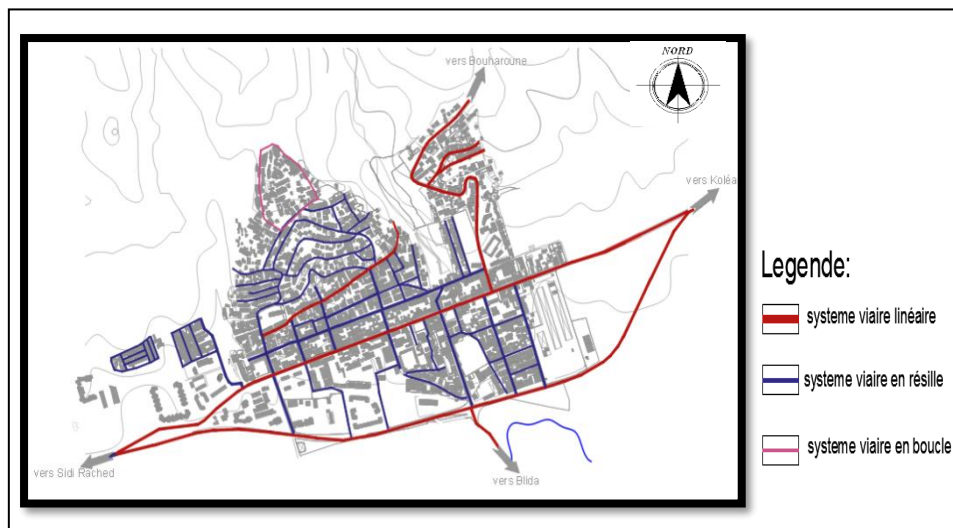 NORD
vers Bouharoune
vers Koléa
Legende:
systeme viaire linéaire
systeme viaire en résille
systeme viaire en boucle
vers Sidi Rached
vers Blida